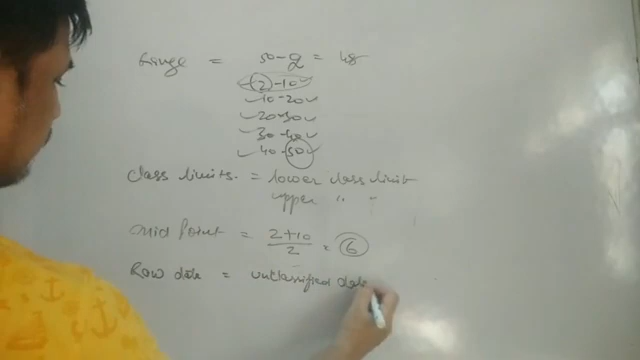 Range = 50-2 = 48
2-10
10-20
20-30
30-40
40-50
Class limits. = lower class limit
upper " "
Mid Point = 2+10/2 = 6
Raw data = unclassified data